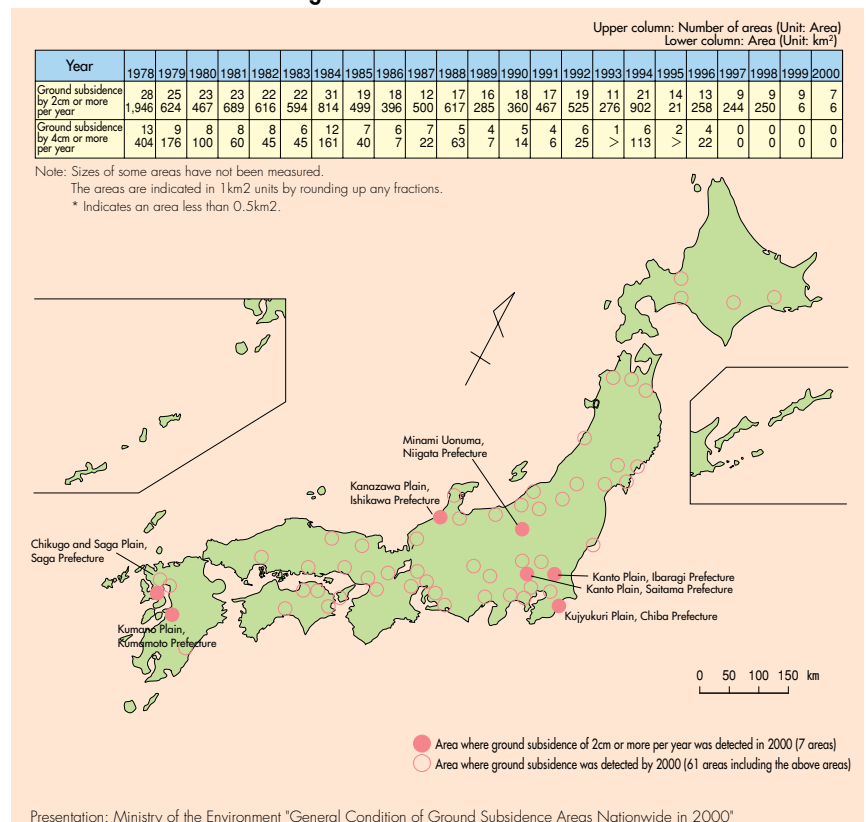 Upper column: Number of areas (Unit: Area)
Lower column: Area (Unit: km²)
Year 1978 1979 1980 1981 1982 1983 1984 1985 1986 1987 1988 1989 1990 1991 1992 1993 1994 1995 1996 1997 1998 1999 2000
Ground subsidence by 2cm or more per year
28 25 23 23 22 22 31 19 18 12 17 16 18 17 19 11 21 14 13 9 9 9 7
1,946 624 467 689 616 594 814 499 396 500 617 285 360 467 525 276 902 21 258 244 250 6 6
Ground subsidence by 4cm or more per year
13 9 8 8 8 6 12 7 6 7 5 4 5 4 6 1 6 2 4 0 0 0 0
404 176 100 60 45 45 161 40 7 22 63 7 14 6 25 > 113 > 22 0 0 0 0
Note: Sizes of some areas have not been measured.
The areas are indicated in 1km2 units by rounding up any fractions.
* Indicates an area less than 0.5km2.
Minami Uonuma,
Niigata Prefecture
Kanazawa Plain,
Ishikawa Prefecture
Chikugo and Saga Plain,
Saga Prefecture
Kanto Plain, Ibaragi Prefecture
Kanto Plain, Saitama Prefecture
Kujyukuri Plain, Chiba Prefecture
Kumano Plain,
Kumamoto Prefecture
0 50 100 150 km
Area where ground subsidence of 2cm or more per year was detected in 2000 (7 areas)
Area where ground subsidence was detected by 2000 (61 areas including the above areas)
Presentation: Ministry of the Environment "General Condition of Ground Subsidence Areas Nationwide in 2000"